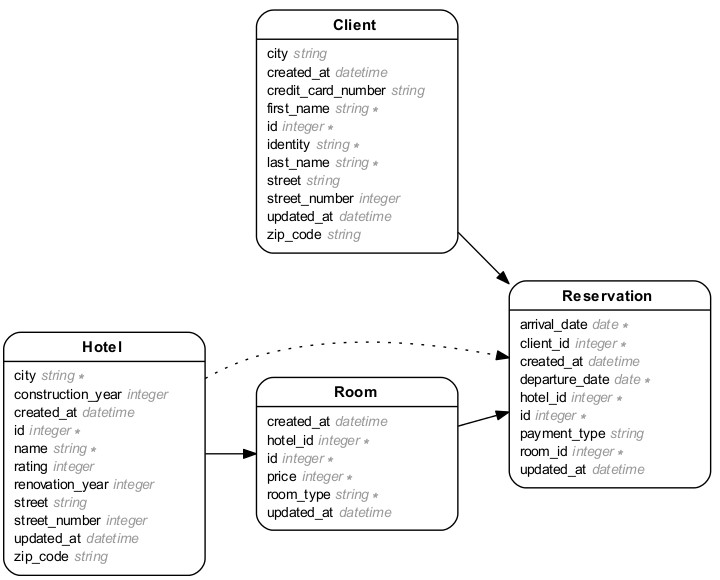 Client
city string
created_at datetime
credit_card_number string
first_name string *
id integer *
identity string *
last_name string *
street string
street_number integer
updated_at datetime
zip_code string
Hotel
city string *
construction_year integer
created_at datetime
id integer *
name string *
rating integer
renovation_year integer
street string
street_number integer
updated_at datetime
zip_code string
Room
created_at datetime
hotel_id integer *
id integer *
price integer *
room_type string *
updated_at datetime
Reservation
arrival_date date *
client_id integer *
created_at datetime
departure_date date *
hotel_id integer *
id integer *
payment_type string
room_id integer *
updated_at datetime